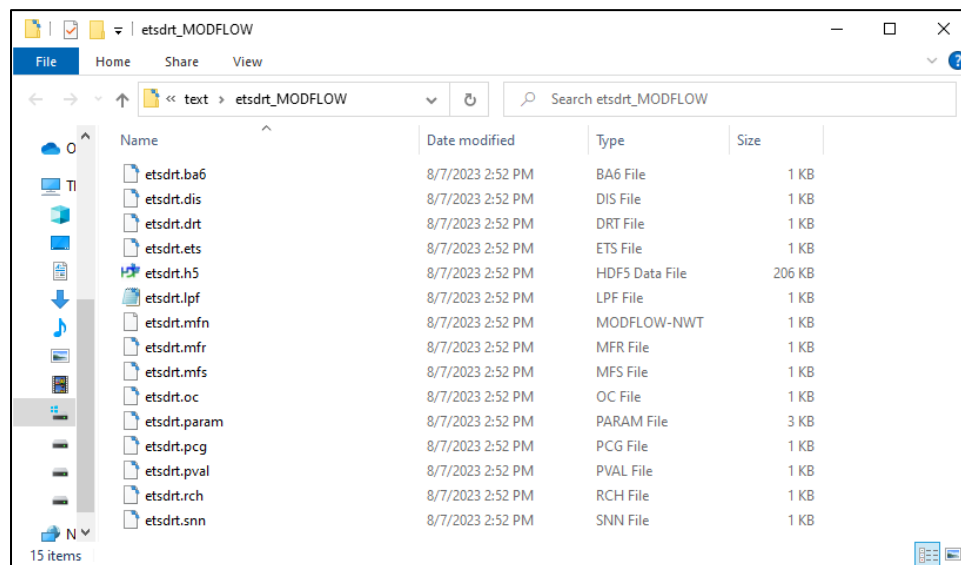 etsdrt_MODFLOW
File Home Share View
« text › etsdrt_MODFLOW Search etsdrt_MODFLOW
Name Date modified Type Size
etsdrt.ba6 8/7/2023 2:52 PM BA6 File 1 KB
etsdrt.dis 8/7/2023 2:52 PM DIS File 1 KB
etsdrt.drt 8/7/2023 2:52 PM DRT File 1 KB
etsdrt.ets 8/7/2023 2:52 PM ETS File 1 KB
etsdrt.h5 8/7/2023 2:52 PM HDF5 Data File 206 KB
etsdrt.lpf 8/7/2023 2:52 PM LPF File 1 KB
etsdrt.mfn 8/7/2023 2:52 PM MODFLOW-NWT 1 KB
etsdrt.mfr 8/7/2023 2:52 PM MFR File 1 KB
etsdrt.mfs 8/7/2023 2:52 PM MFS File 1 KB
etsdrt.oc 8/7/2023 2:52 PM OC File 1 KB
etsdrt.param 8/7/2023 2:52 PM PARAM File 3 KB
etsdrt.pcg 8/7/2023 2:52 PM PCG File 1 KB
etsdrt.pval 8/7/2023 2:52 PM PVAL File 1 KB
etsdrt.rch 8/7/2023 2:52 PM RCH File 1 KB
etsdrt.snn 8/7/2023 2:52 PM SNN File 1 KB
15 items